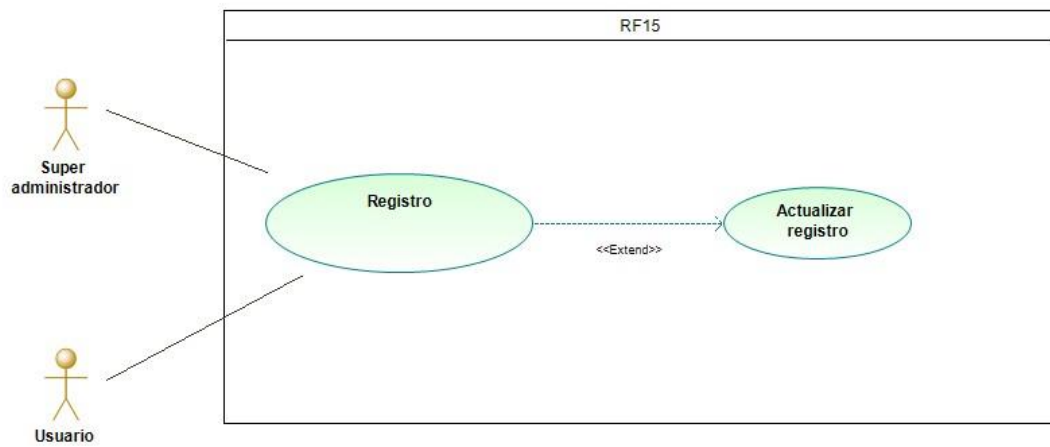 RF15
Super
administrador
Registro
Actualizar
registro
<<Extend>>
Usuario